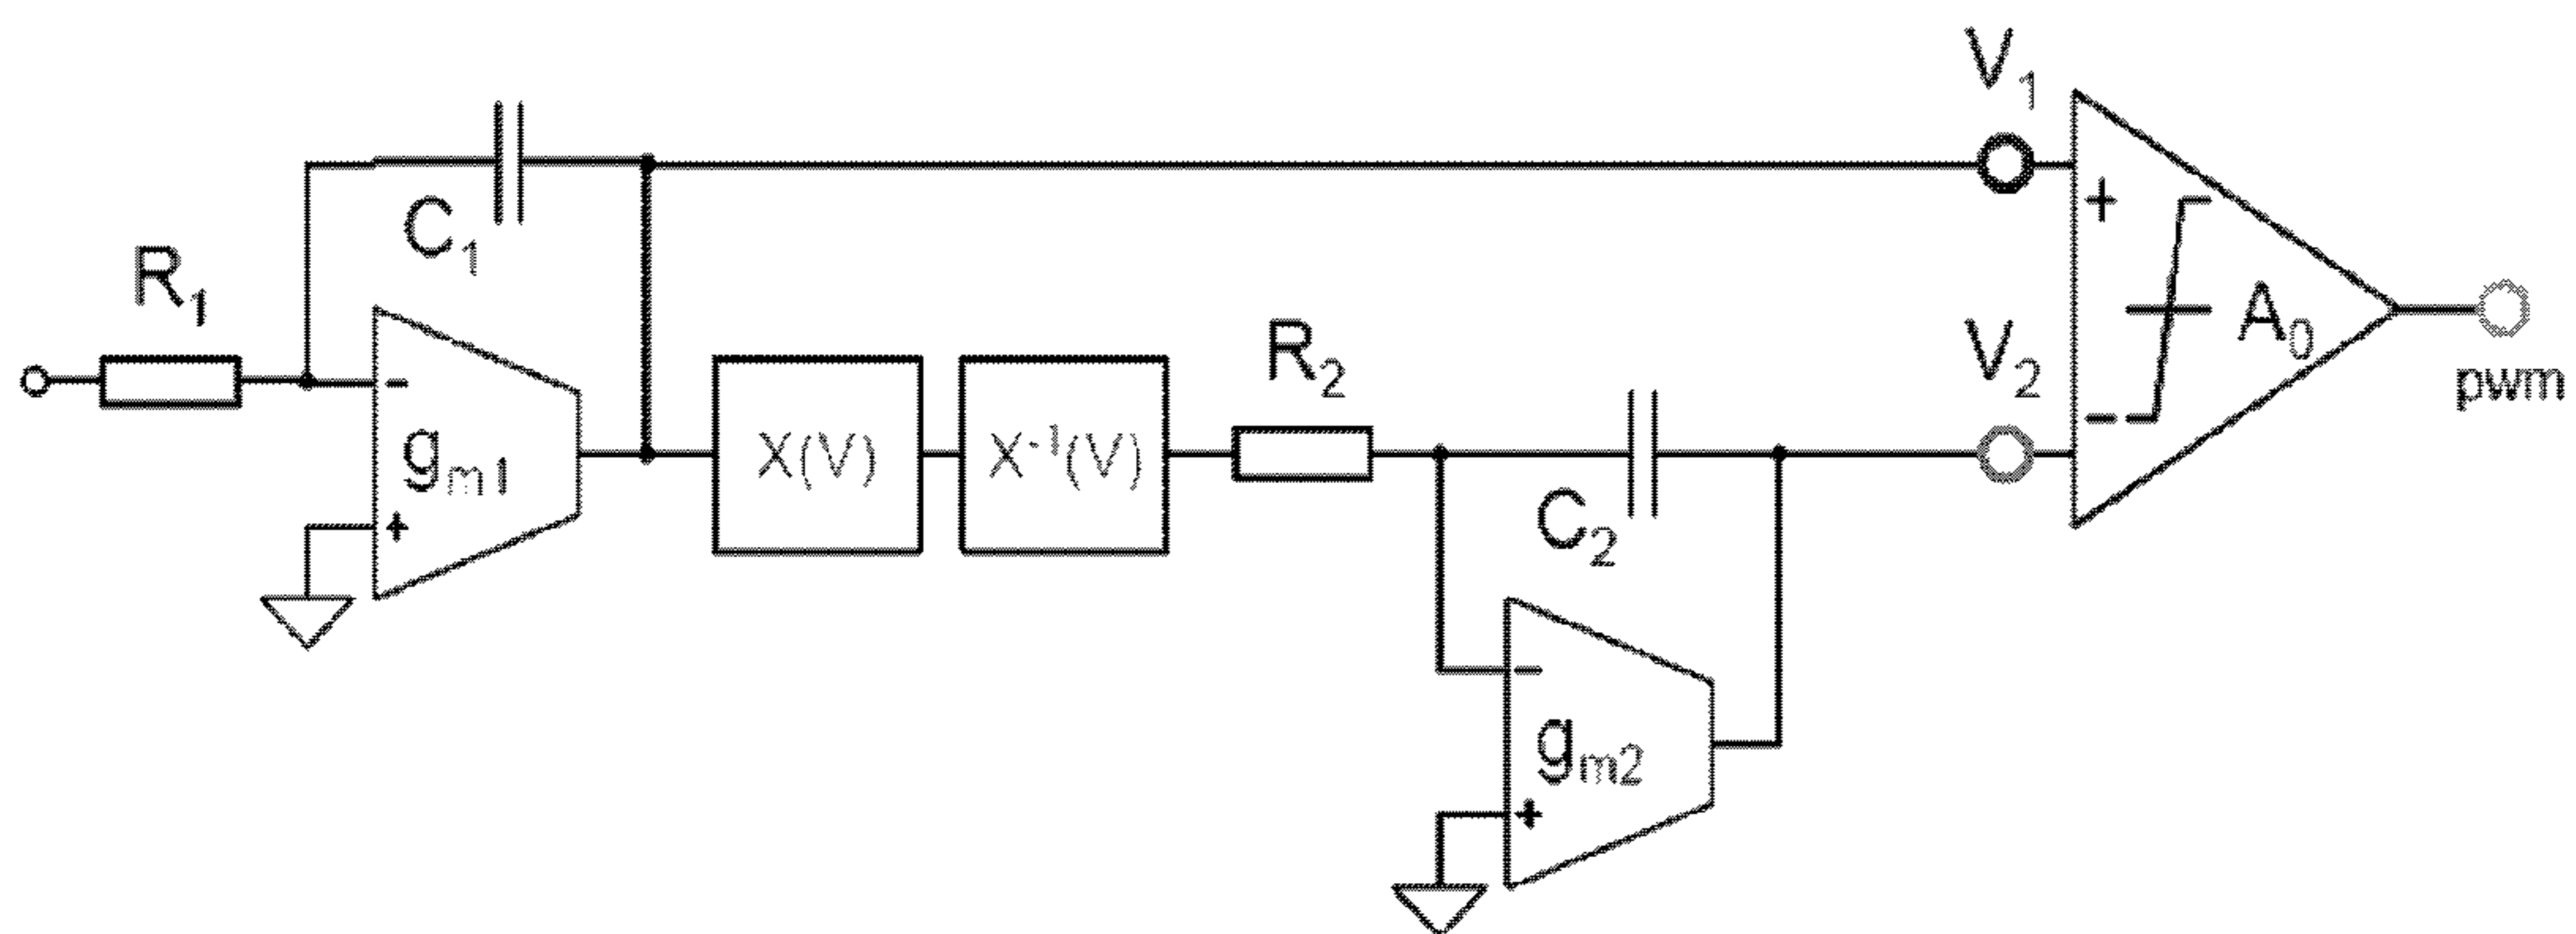 V₁
C₁
R₁
+
−
A₀
gₘ₁
X(V)
X⁻¹(V)
R₂
V₂
pwm
−
+
C₂
−
gₘ₂
+